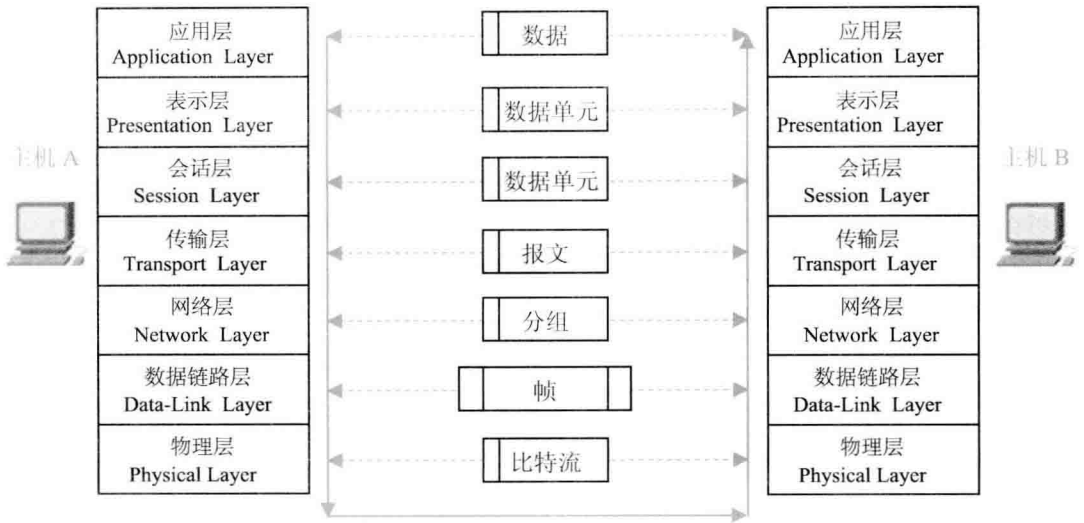 应用层
Application Layer
表示层
Presentation Layer
会话层
Session Layer
传输层
Transport Layer
网络层
Network Layer
数据链路层
Data-Link Layer
物理层
Physical Layer
主机 A
数据
数据单元
数据单元
报文
分组
帧
比特流
应用层
Application Layer
表示层
Presentation Layer
会话层
Session Layer
传输层
Transport Layer
网络层
Network Layer
数据链路层
Data-Link Layer
物理层
Physical Layer
主机 B